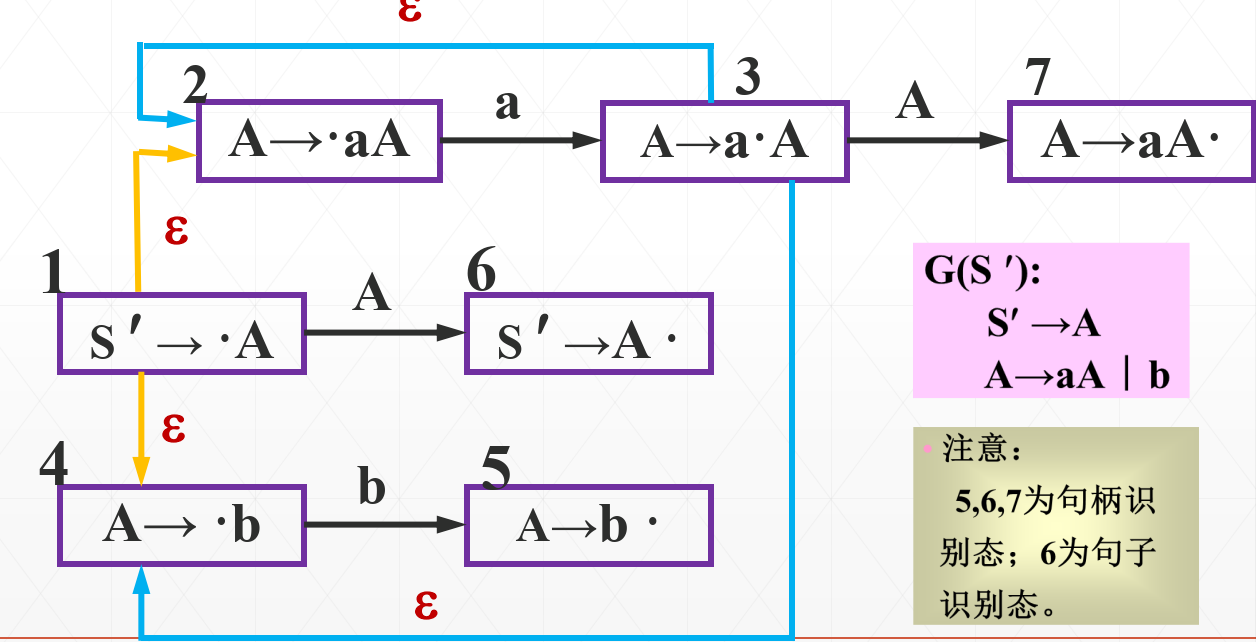 ε
2
3
7
A→·aA
a
A→a·A
A
A→aA·
ε
1
6
S′→ ·A
A
S′→A ·
ε
4
5
A→ ·b
b
A→b ·
ε
G(S ′):
S′ →A
A→aA | b
注意：
5,6,7为句柄识
别态；6为句子
识别态。